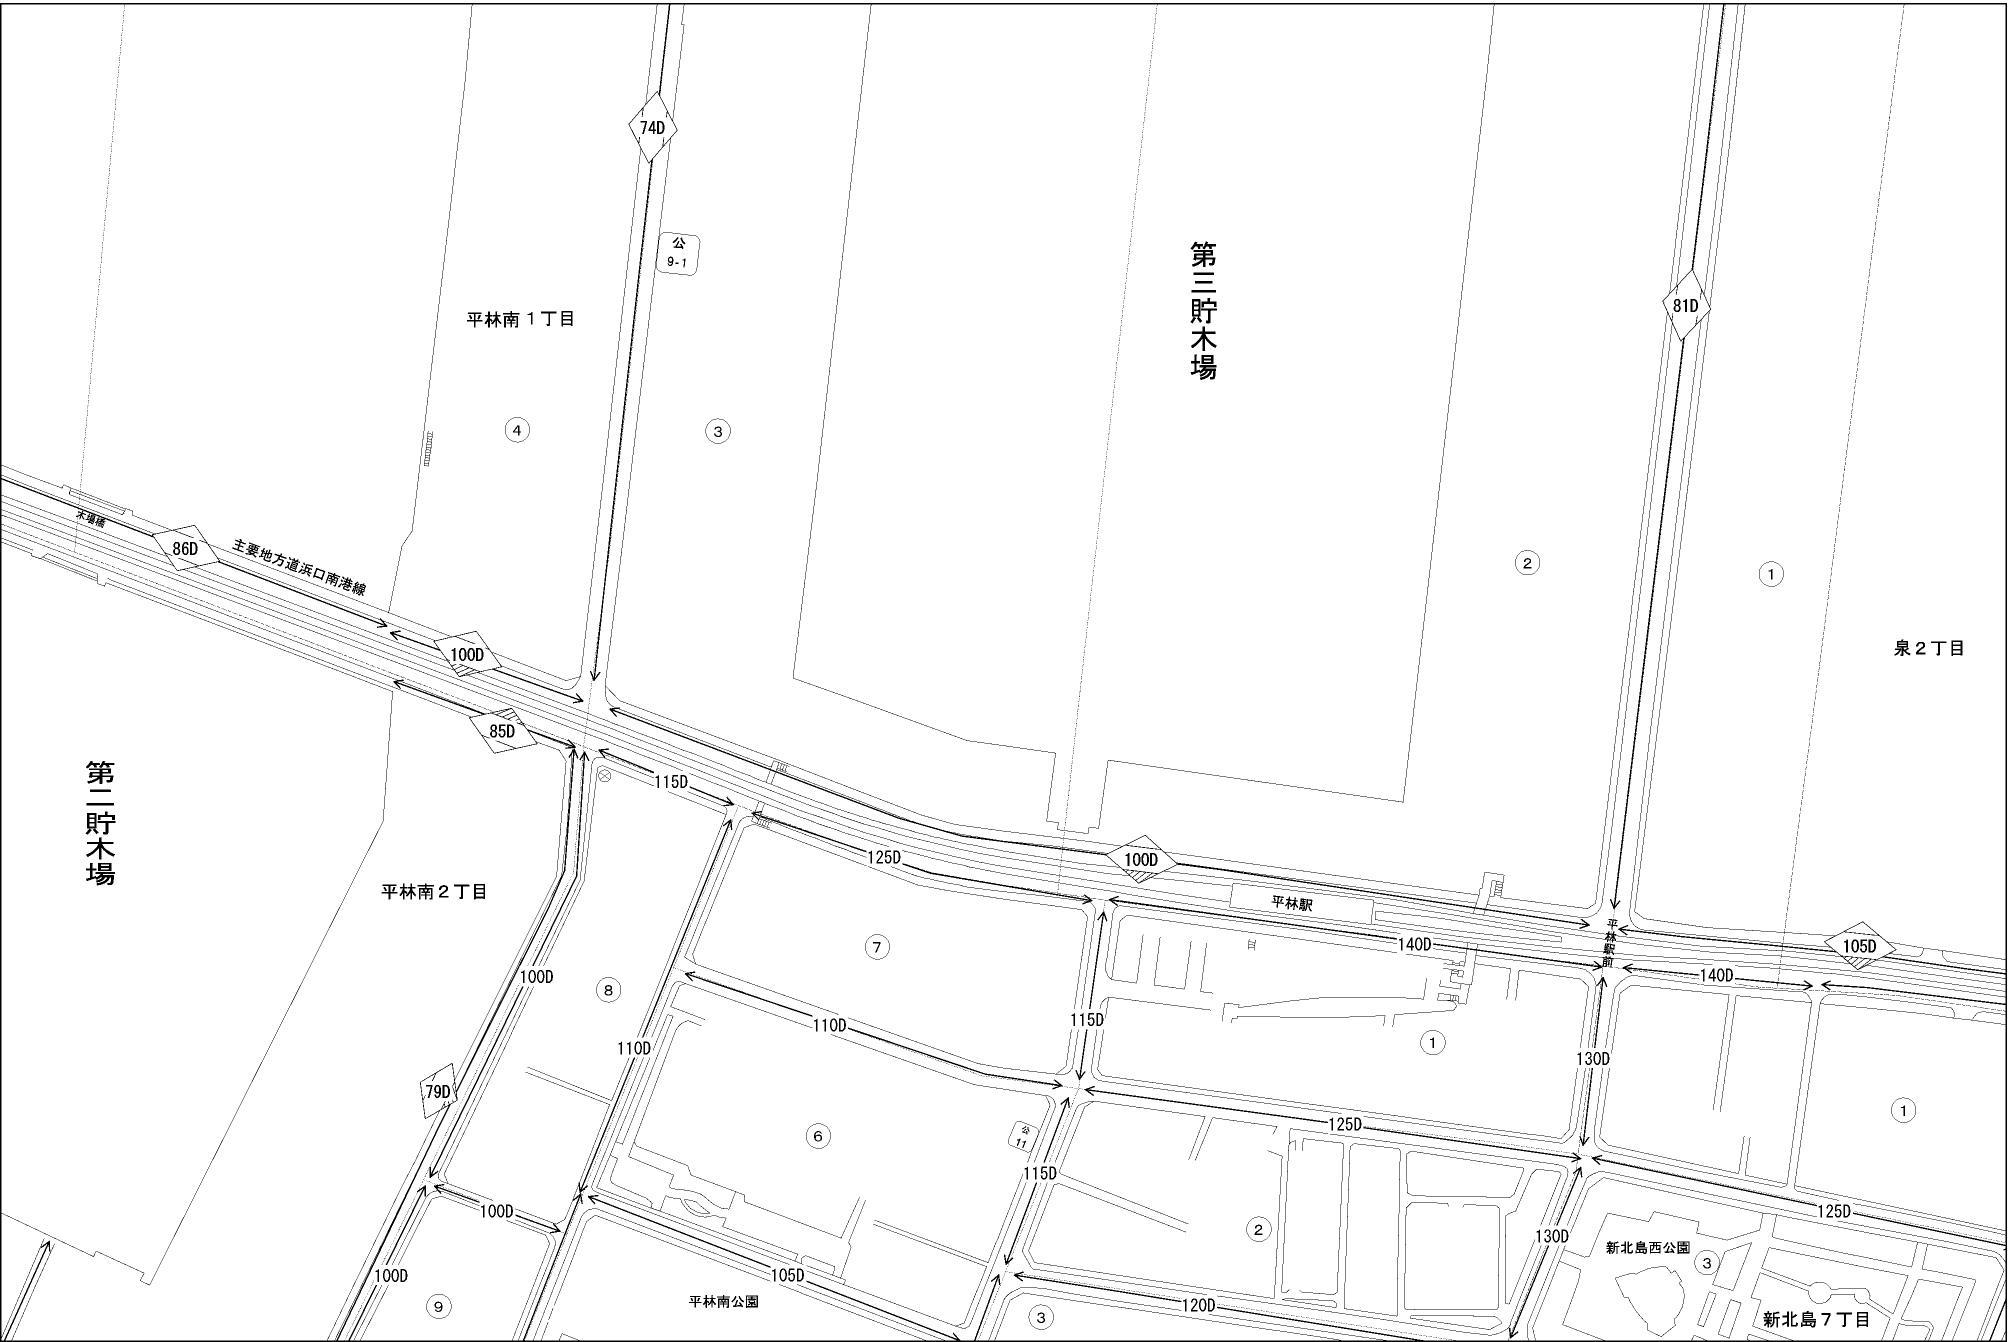 74D
公
9-1
第三貯木場
81D
平林南1丁目
④
③
木場橋
86D
主要地方道浜口南港線
②
①
100D
泉2丁目
85D
第二貯木場
115D
125D
100D
平林南2丁目
平林駅
平林駅前
140D
105D
⑦
100D
⑧
140D
110D
115D
110D
①
130D
79D
⑥
公
11
125D
①
115D
100D
②
125D
130D
新北島西公園
③
100D
105D
⑨
平林南公園
120D
③
新北島7丁目